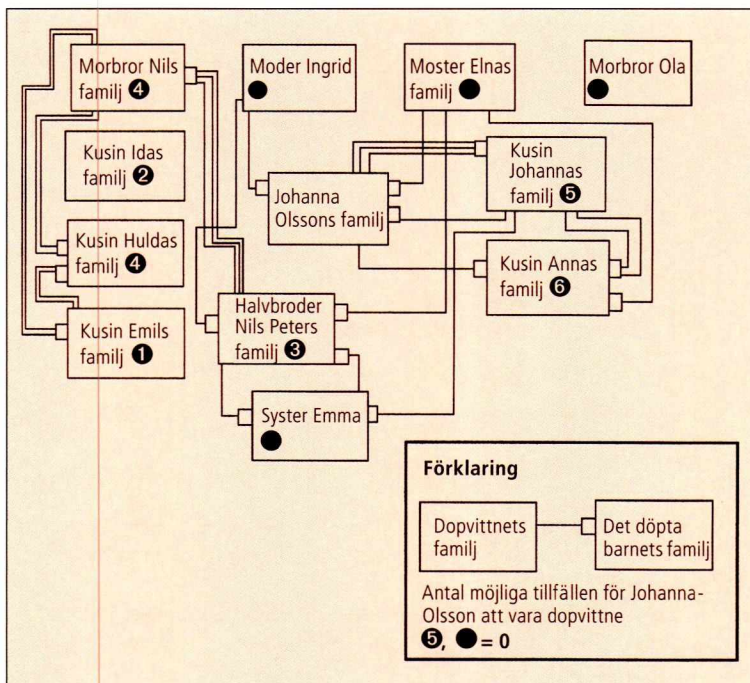 Morbror Nils
familj ❹
Moder Ingrid
●
Moster Elnas
familj ●
Morbror Ola
●
Kusin Idas
familj ❷
Kusin
Johannas
familj ❺
Johanna
Olssons familj
Kusin Huldas
familj ❹
Kusin Annas
familj ❻
Halvbroder
Nils Peters
familj ❸
Kusin Emils
familj ❶
Syster Emma
●
Förklaring
Dopvittnets
familj
Det döpta
barnets familj
Antal möjliga tillfällen för Johanna-
Olsson att vara dopvittne
❺, ● = 0